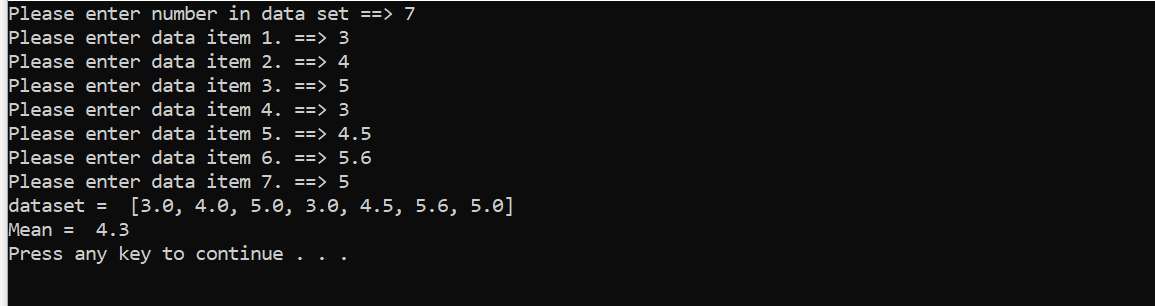 Please enter number in data set ==> 7
Please enter data item 1. ==> 3
Please enter data item 2. ==> 4
Please enter data item 3. ==> 5
Please enter data item 4. ==> 3
Please enter data item 5. ==> 4.5
Please enter data item 6. ==> 5.6
Please enter data item 7. ==> 5
dataset =  [3.0, 4.0, 5.0, 3.0, 4.5, 5.6, 5.0]
Mean =  4.3
Press any key to continue . . .